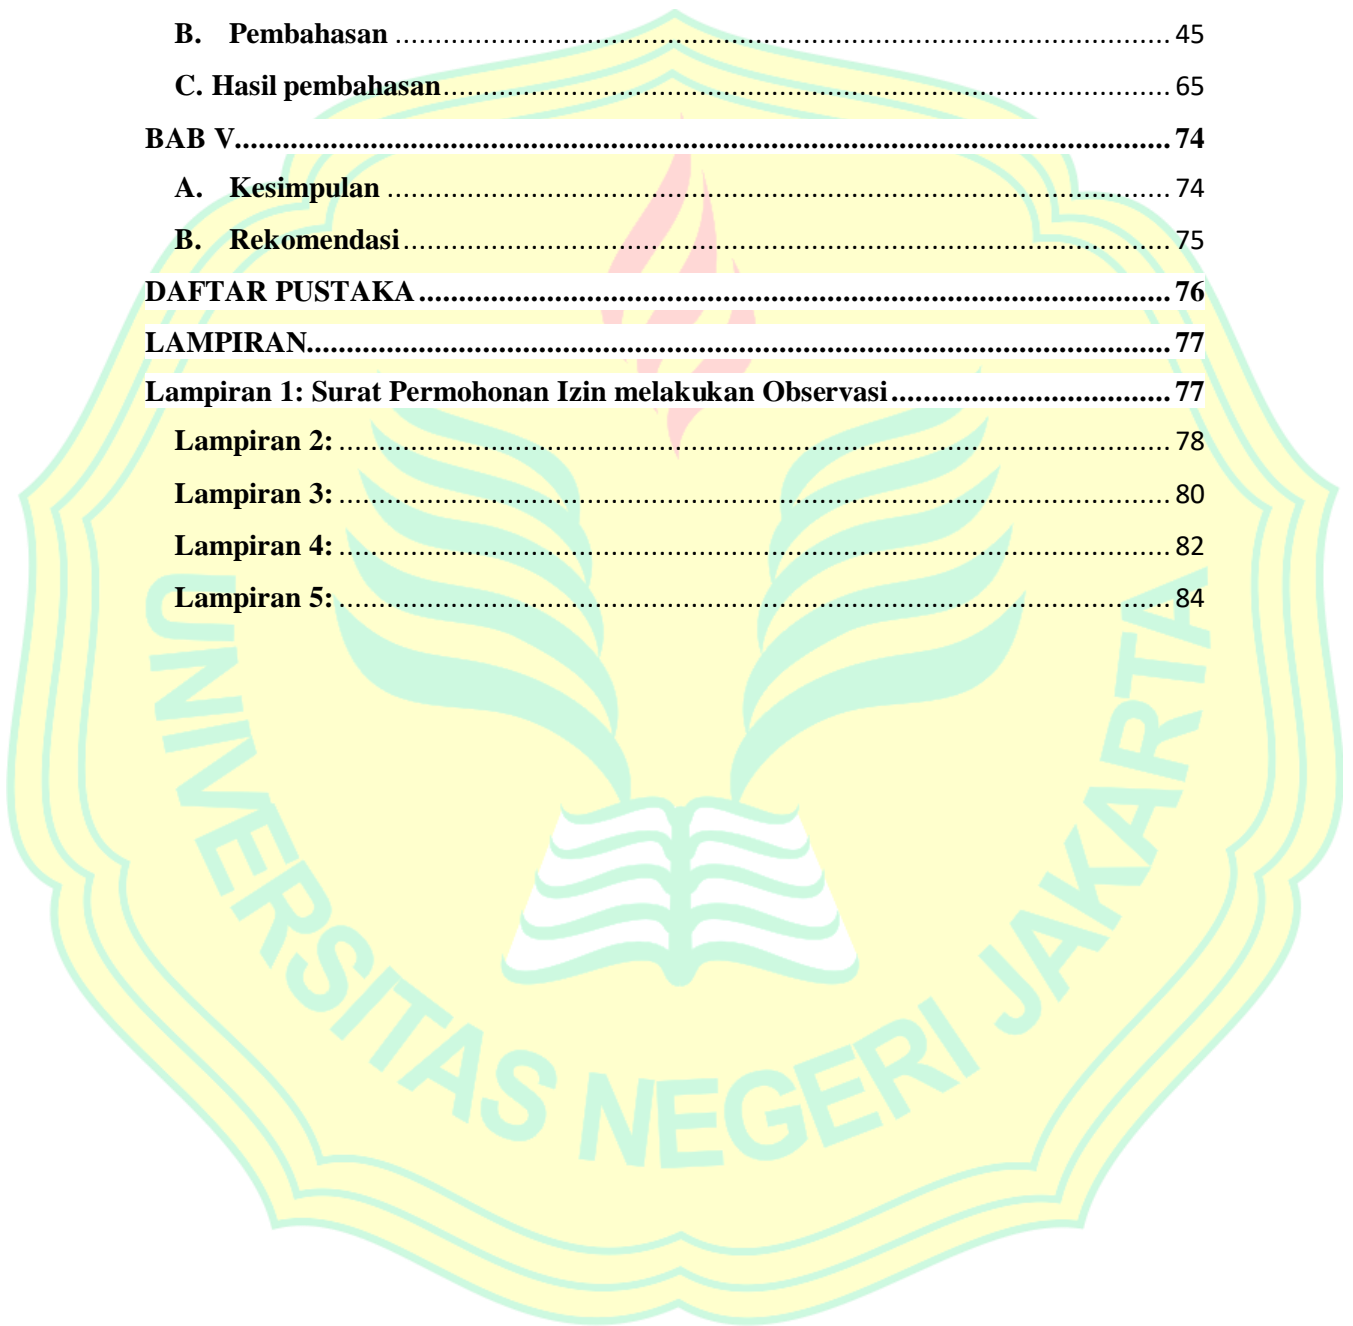 B. Pembahasan ................................................................................................ 45
C. Hasil pembahasan ........................................................................................ 65
BAB V ........................................................................................................ 74
A. Kesimpulan ................................................................................................ 74
B. Rekomendasi ............................................................................................... 75
DAFTAR PUSTAKA ............................................................................................ 76
LAMPIRAN ..................................................................................................... 77
Lampiran 1: Surat Permohonan Izin melakukan Observasi ................................... 77
Lampiran 2: .................................................................................................. 78
Lampiran 3: .................................................................................................. 80
Lampiran 4: .................................................................................................. 82
Lampiran 5: .................................................................................................. 84
UNIVERSITAS NEGERI JAKARTA